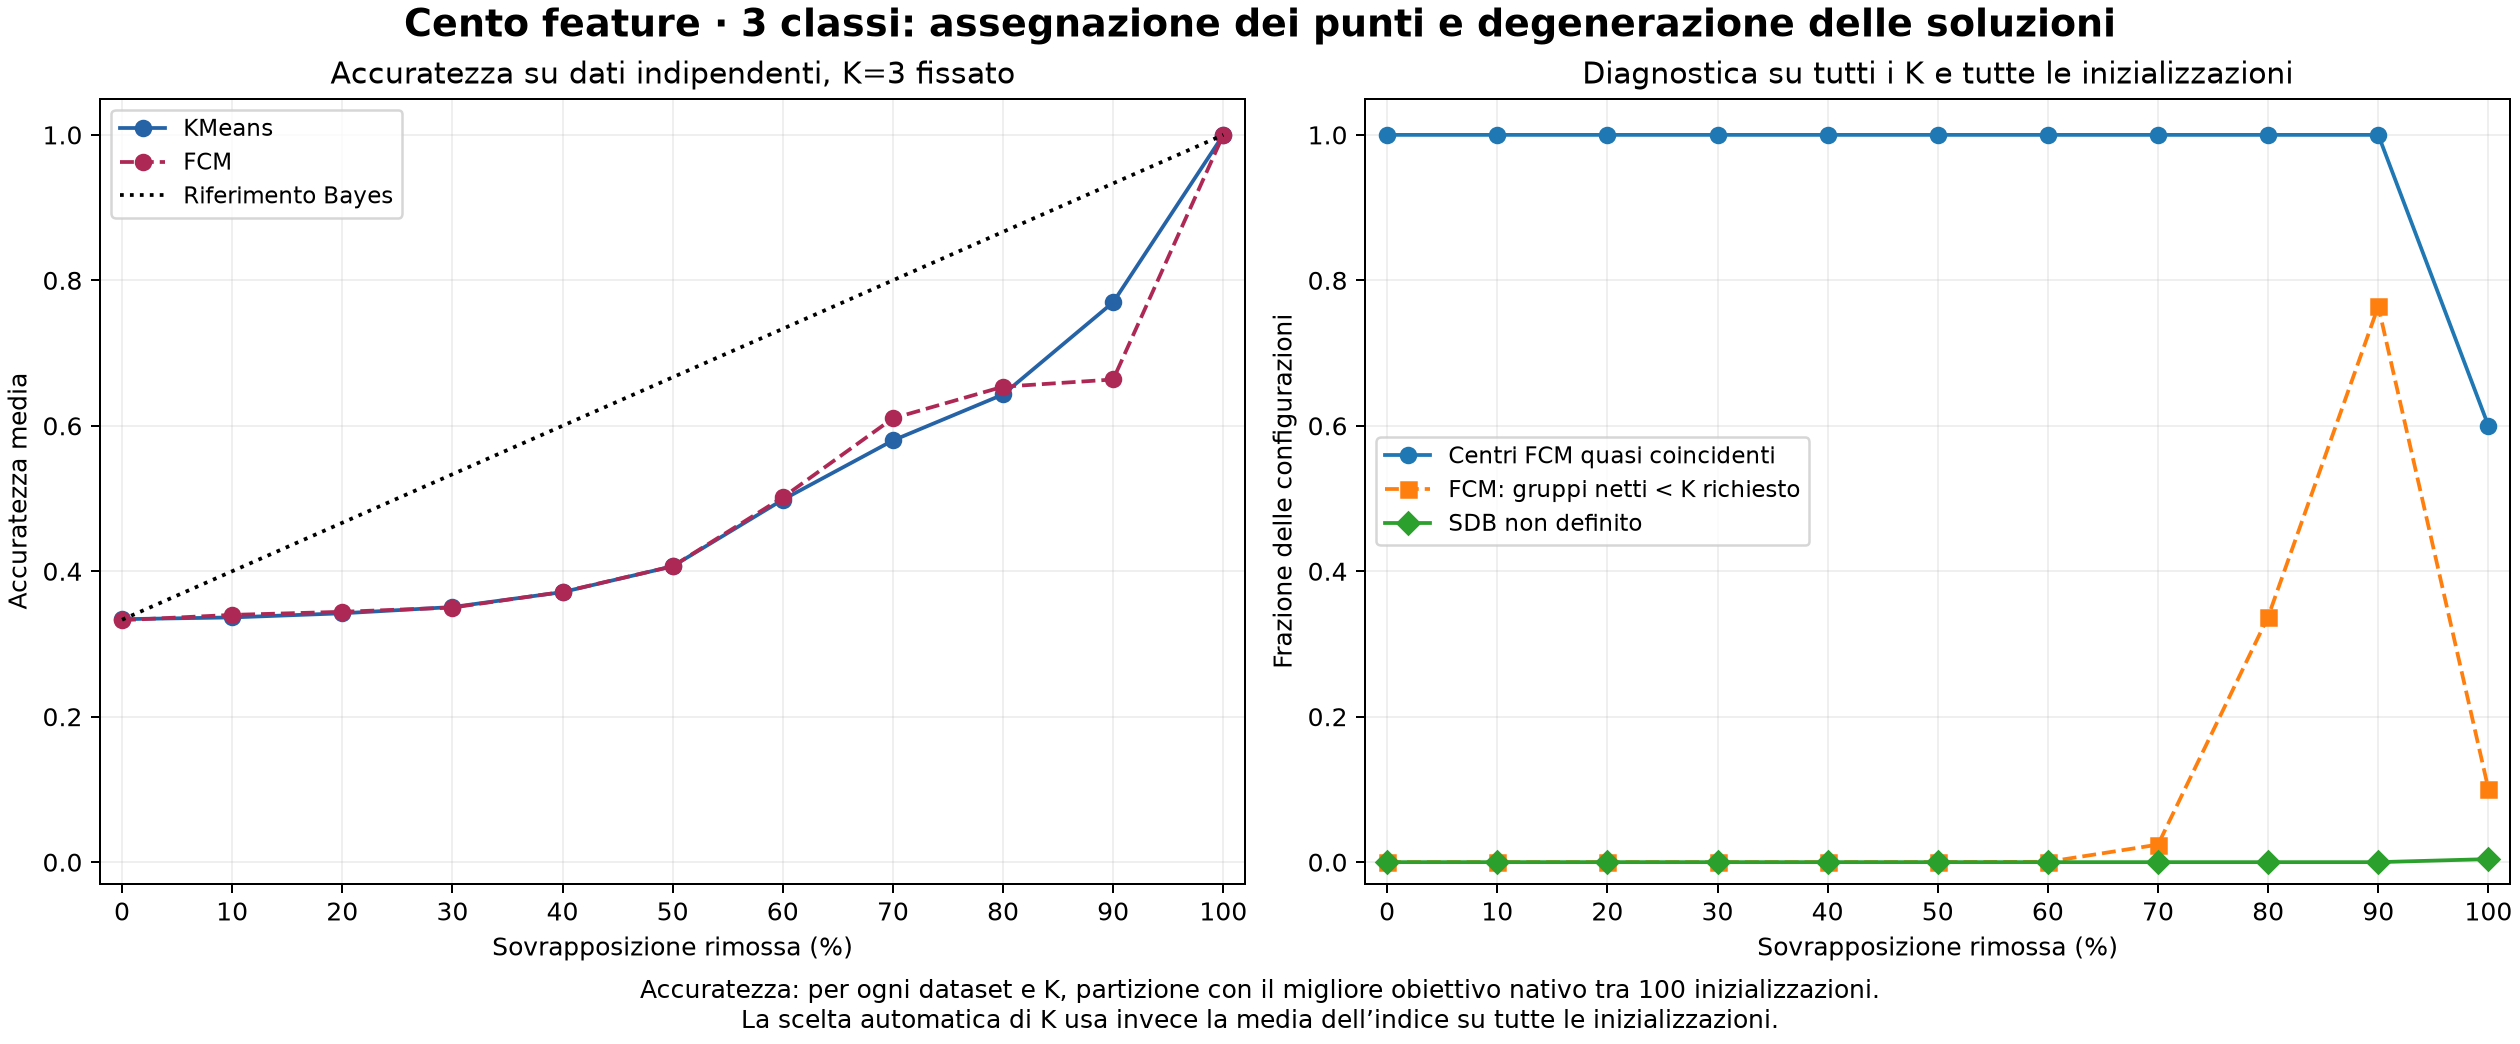 Cento feature · 3 classi: assegnazione dei punti e degenerazione delle soluzioni
Accuratezza su dati indipendenti, K=3 fissato
KMeans
FCM
Riferimento Bayes
Accuratezza media
1.0
0.8
0.6
0.4
0.2
0.0
0 10 20 30 40 50 60 70 80 90 100
Sovrapposizione rimossa (%)
Diagnostica su tutti i K e tutte le inizializzazioni
Centri FCM quasi coincidenti
FCM: gruppi netti < K richiesto
SDB non definito
Frazione delle configurazioni
1.0
0.8
0.6
0.4
0.2
0.0
0 10 20 30 40 50 60 70 80 90 100
Sovrapposizione rimossa (%)
Accuratezza: per ogni dataset e K, partizione con il migliore obiettivo nativo tra 100 inizializzazioni.
La scelta automatica di K usa invece la media dell’indice su tutte le inizializzazioni.